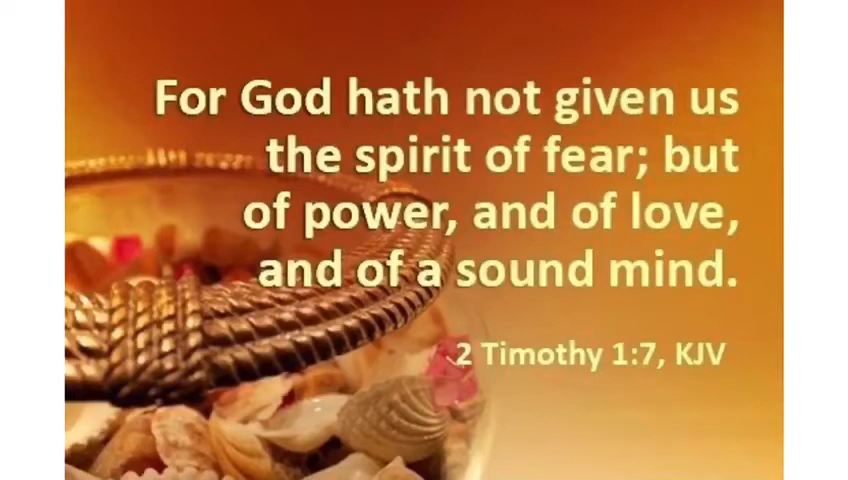 For God hath not given us
the spirit of fear; but
of power, and of love,
and of a sound mind.
2 Timothy 1:7, KJV